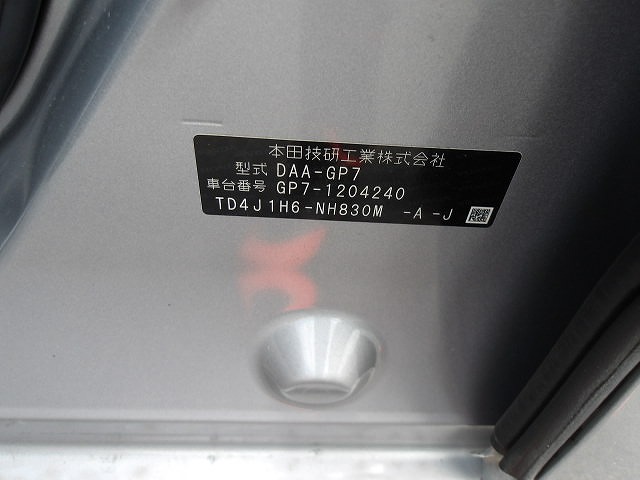 本田技研工業株式会社
型式 DAA-GP7
車台番号 GP7-1204240
TD4J1H6-NH830M -A -J